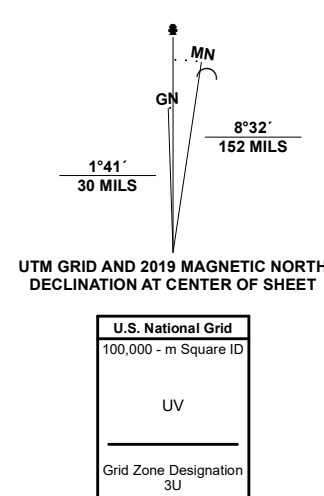 MN
GN
8°32´
152 MILS
1°41´
30 MILS
UTM GRID AND 2019 MAGNETIC NORTH
DECLINATION AT CENTER OF SHEET
U.S. National Grid
100,000 - m Square ID
UV
Grid Zone Designation
3U